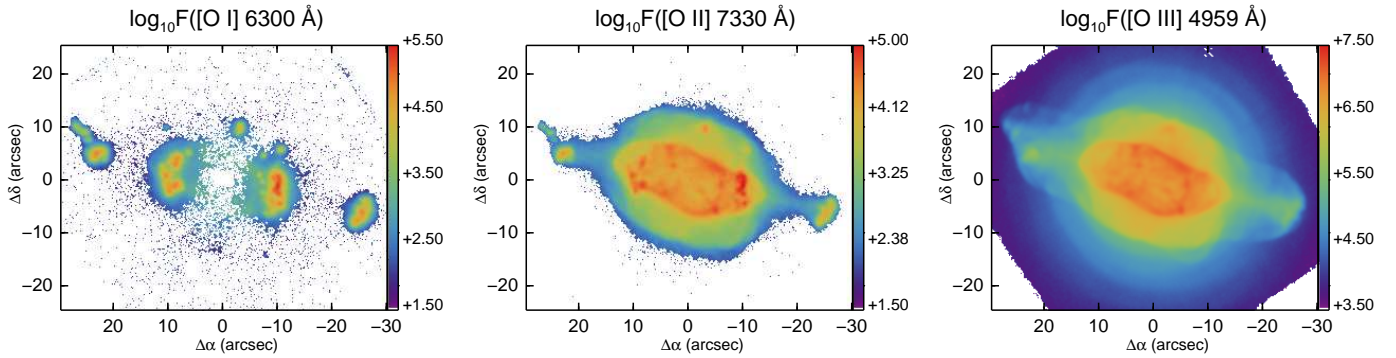 log₁₀F([O I] 6300 Å)
Δδ (arcsec)
20
10
0
−10
−20
20 10 0 −10 −20 −30
Δα (arcsec)
+5.50
+4.50
+3.50
+2.50
+1.50
log₁₀F([O II] 7330 Å)
Δδ (arcsec)
20
10
0
−10
−20
20 10 0 −10 −20 −30
Δα (arcsec)
+5.00
+4.12
+3.25
+2.38
+1.50
log₁₀F([O III] 4959 Å)
Δδ (arcsec)
20
10
0
−10
−20
20 10 0 −10 −20 −30
Δα (arcsec)
+7.50
+6.50
+5.50
+4.50
+3.50